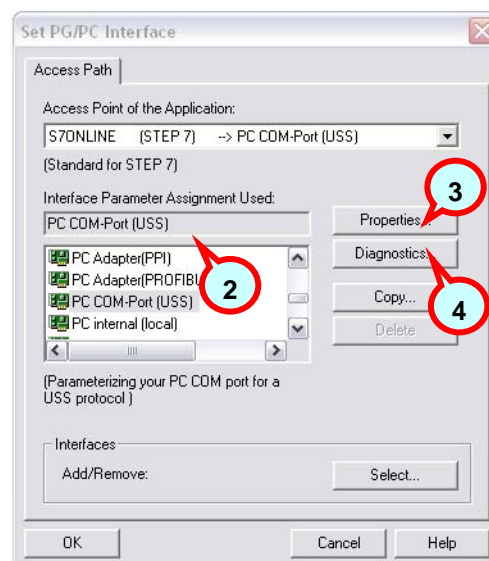 Set PG/PC Interface
Access Path
Access Point of the Application:
S7ONLINE (STEP 7) --> PC COM-Port (USS)
(Standard for STEP 7)
Interface Parameter Assignment Used:
PC COM-Port (USS)
Properties...
3
PC Adapter(PPI)
PC Adapter(PROFIBU
PC COM-Port (USS)
PC internal (local)
2
Diagnostics...
Copy...
4
Delete
(Parameterizing your PC COM port for a
USS protocol )
Interfaces
Add/Remove:
Select...
OK
Cancel
Help